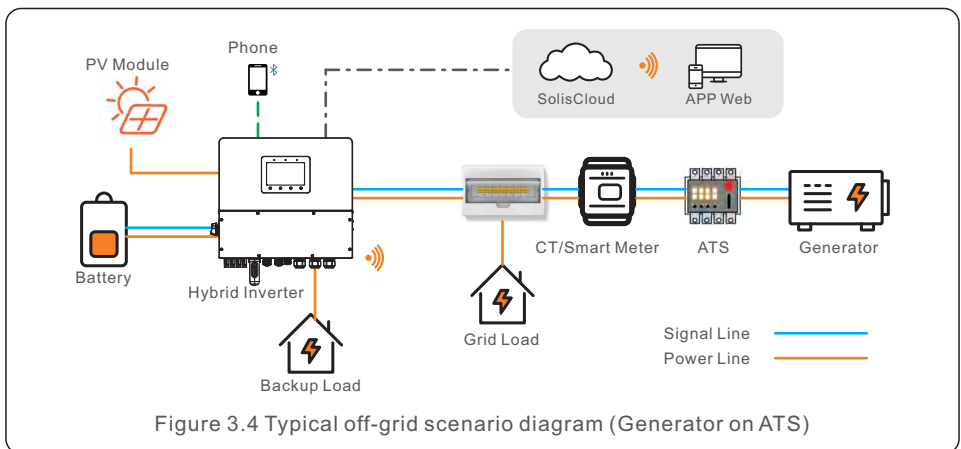 Phone
PV Module
SolisCloud
APP Web
CT/Smart Meter
ATS
Generator
Battery
Hybrid Inverter
Grid Load
Backup Load
Signal Line
Power Line
Figure 3.4 Typical off-grid scenario diagram (Generator on ATS)